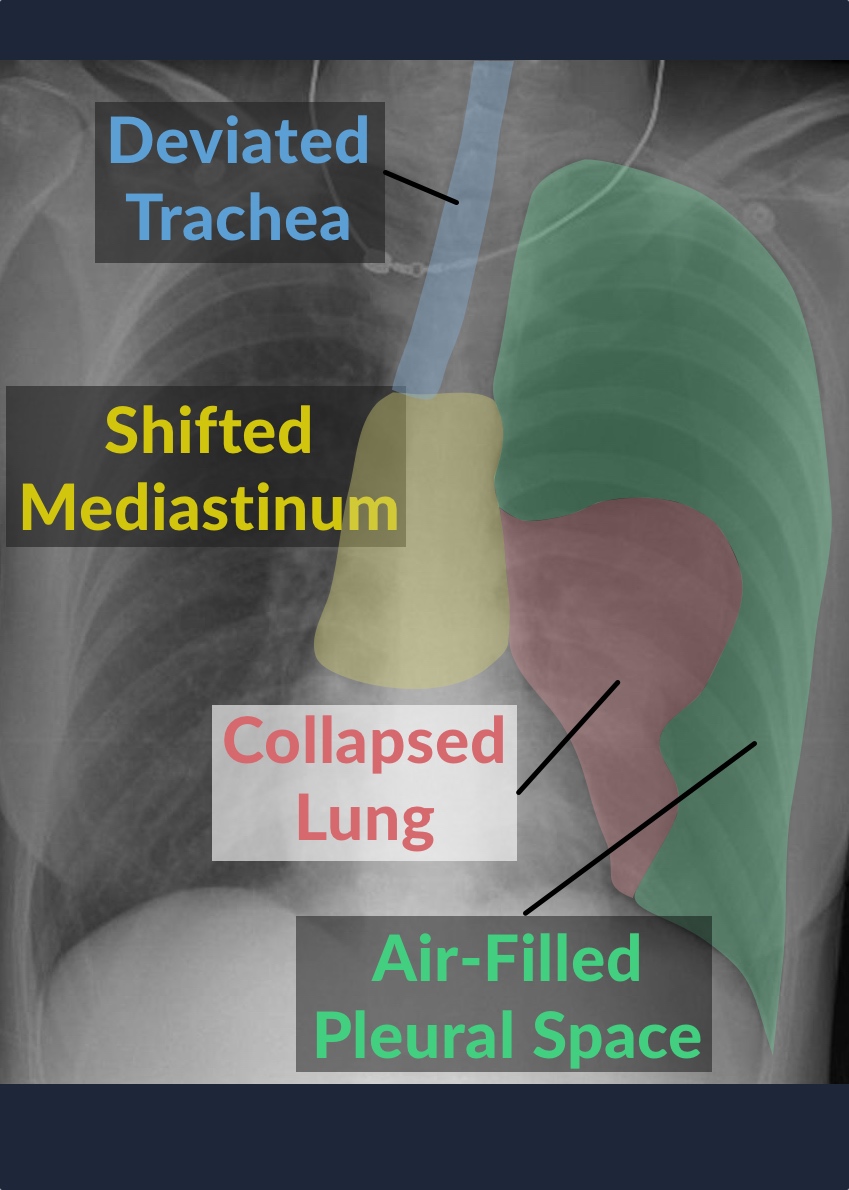 Deviated
Trachea
Shifted
Mediastinum
Collapsed
Lung
Air-Filled
Pleural Space